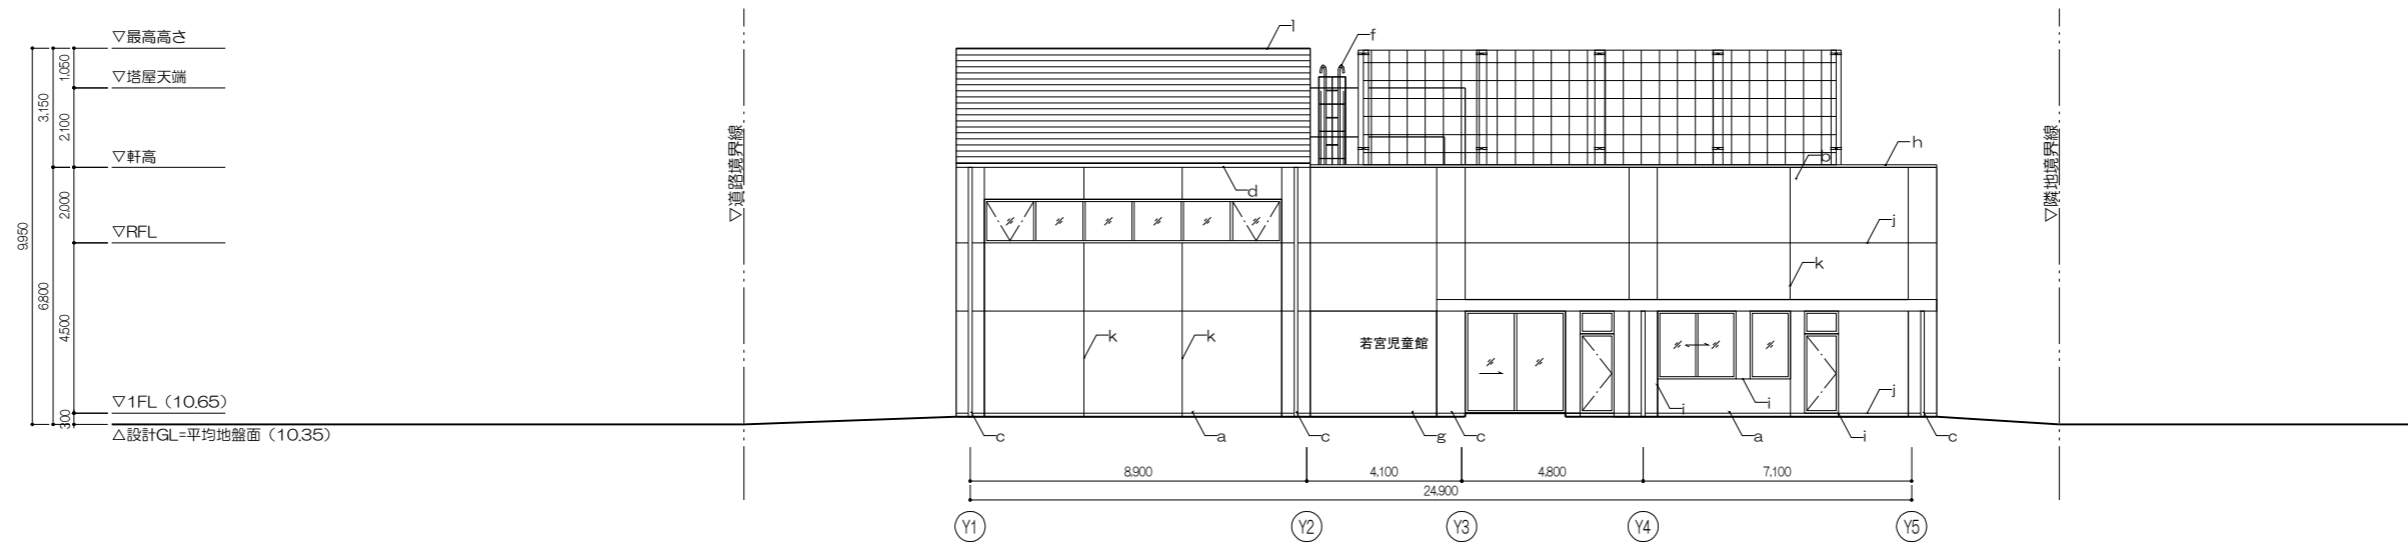 ▽最高高さ
▽塔屋天端
▽軒高
▽RFL
▽1FL（10.65）
△設計GL=平均地盤面（10.35）
9,950
3,150
6,800
1,050
2,100
2,000
4,500
300
▽道路境界線
▽隣地境界線
l
f
h
b
d
j
k
k
k
若宮児童館
i
i
j
c
a
c
g
c
a
i
c
8,900
4,100
4,800
7,100
24,900
Y1
Y2
Y3
Y4
Y5